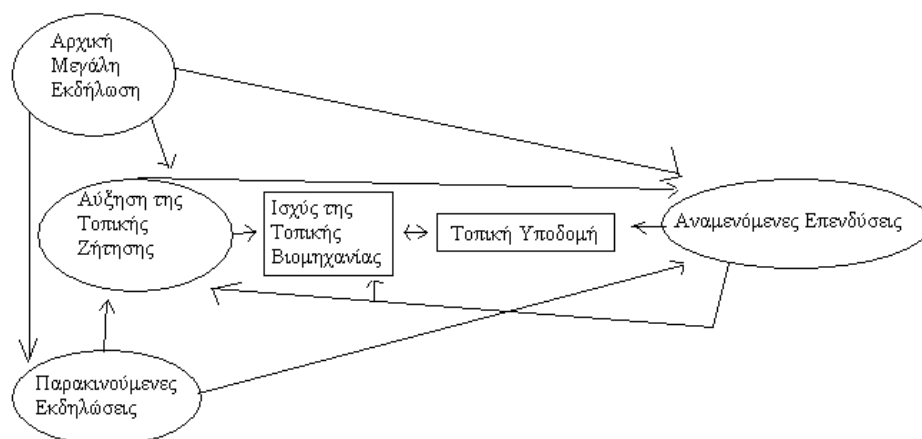 Αρχική
Μεγάλη
Εκδήλωση
Αύξηση της
Τοπικής
Ζήτησης
Ισχύς της
Τοπικής
Βιομηχανίας
Τοπική Υποδομή
Αναμενόμενες Επενδύσεις
Παρακινούμενες
Εκδηλώσεις